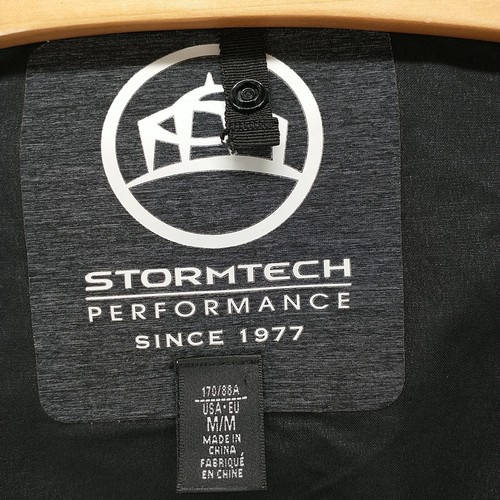 STORMTECH
PERFORMANCE
SINCE 1977
170/88A
USA·EU
M/M
MADE IN
CHINA
FABRIQUÉ
EN CHINE